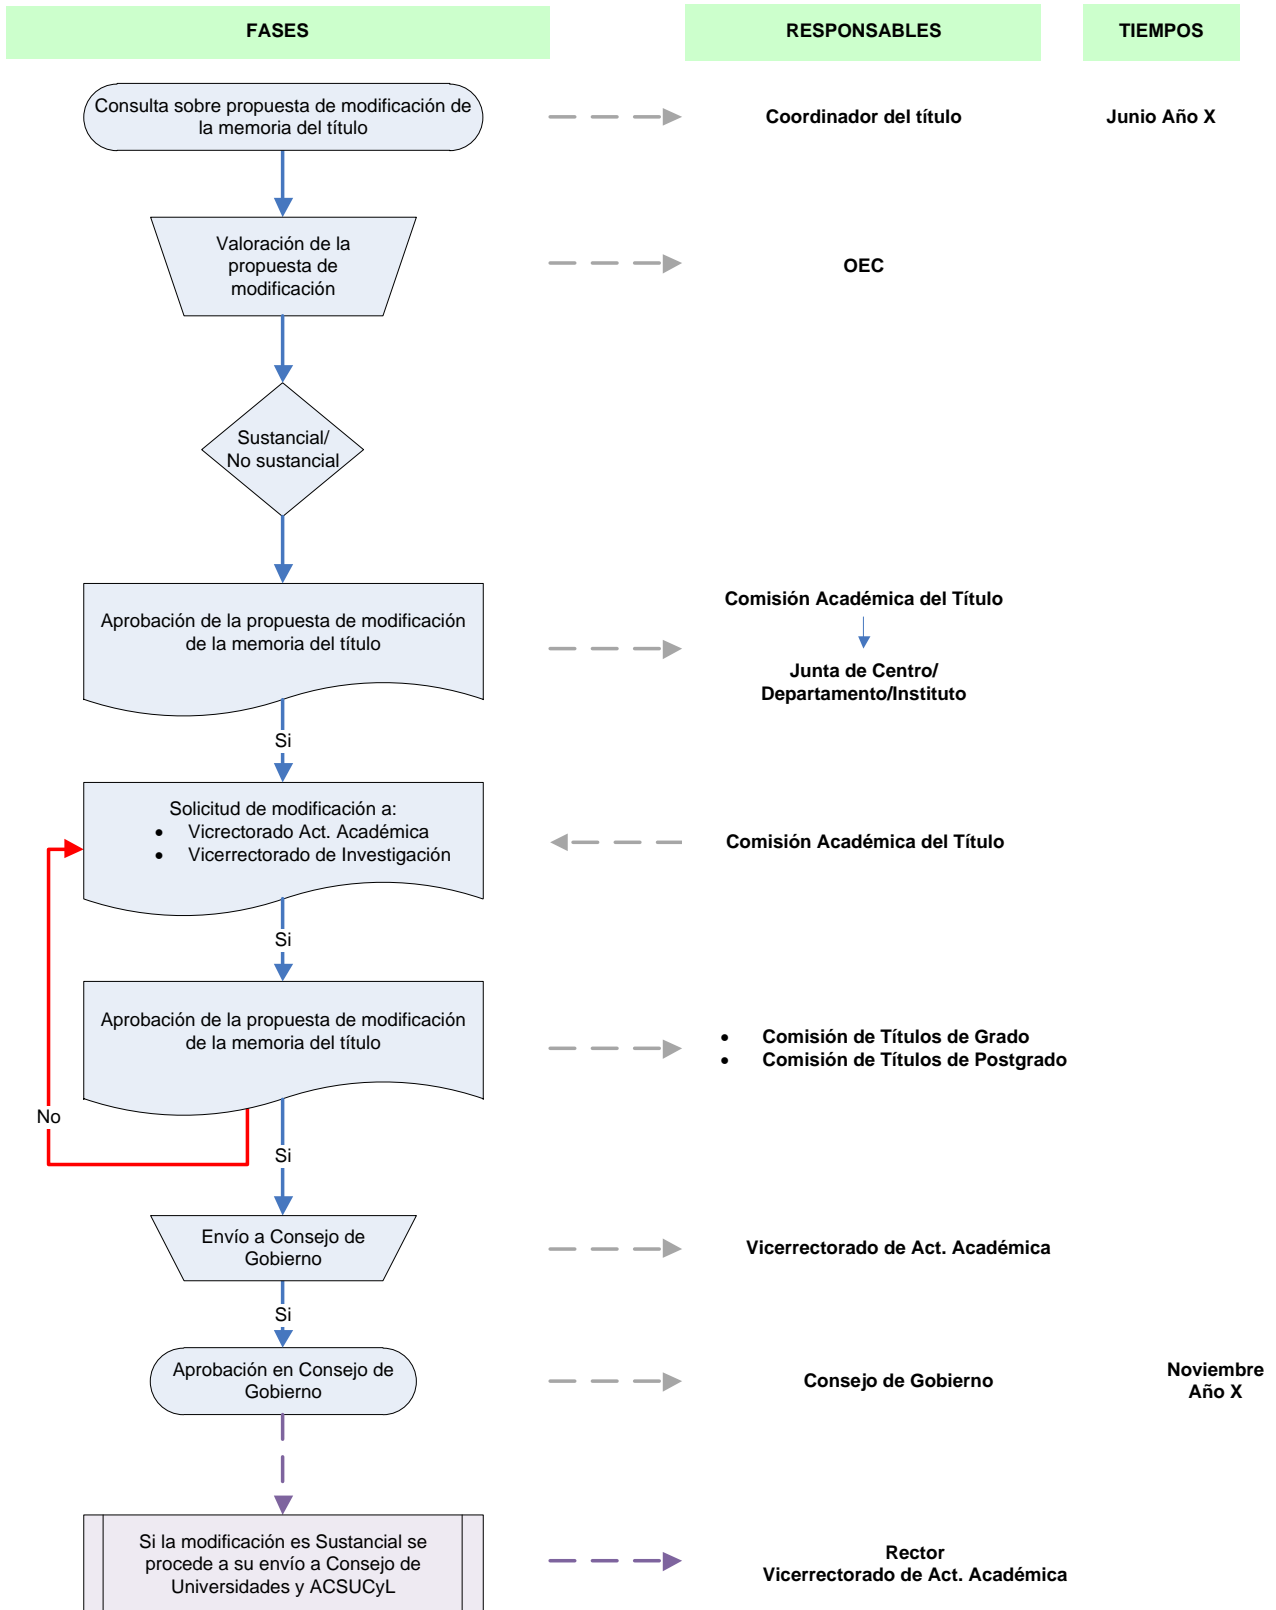 FASES
RESPONSABLES
TIEMPOS
Consulta sobre propuesta de modificación de
la memoria del título
Coordinador del título
Junio Año X
Valoración de la
propuesta de
modificación
OEC
Sustancial/
No sustancial
Aprobación de la propuesta de modificación
de la memoria del título
Comisión Académica del Título
Junta de Centro/
Departamento/Instituto
Si
Solicitud de modificación a:
• Vicrectorado Act. Académica
• Vicerrectorado de Investigación
Comisión Académica del Título
Si
Aprobación de la propuesta de modificación
de la memoria del título
• Comisión de Títulos de Grado
• Comisión de Títulos de Postgrado
No
Si
Envío a Consejo de
Gobierno
Vicerrectorado de Act. Académica
Si
Aprobación en Consejo de
Gobierno
Consejo de Gobierno
Noviembre
Año X
Si la modificación es Sustancial se
procede a su envío a Consejo de
Universidades y ACSUCyL
Rector
Vicerrectorado de Act. Académica